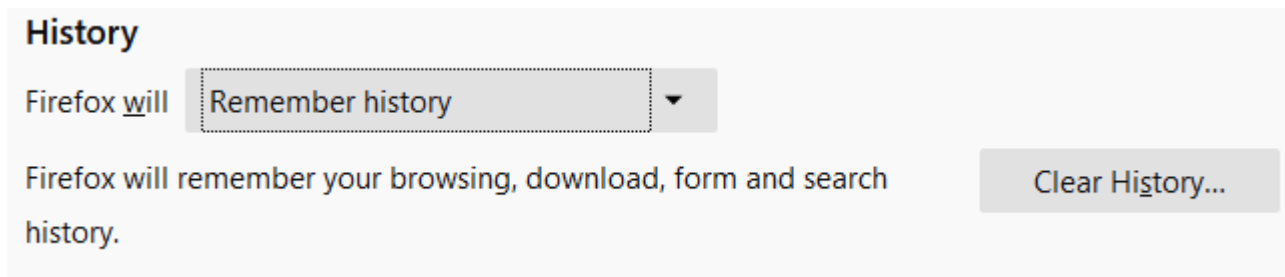 History
Firefox will Remember history
Firefox will remember your browsing, download, form and search
Clear History...
history.